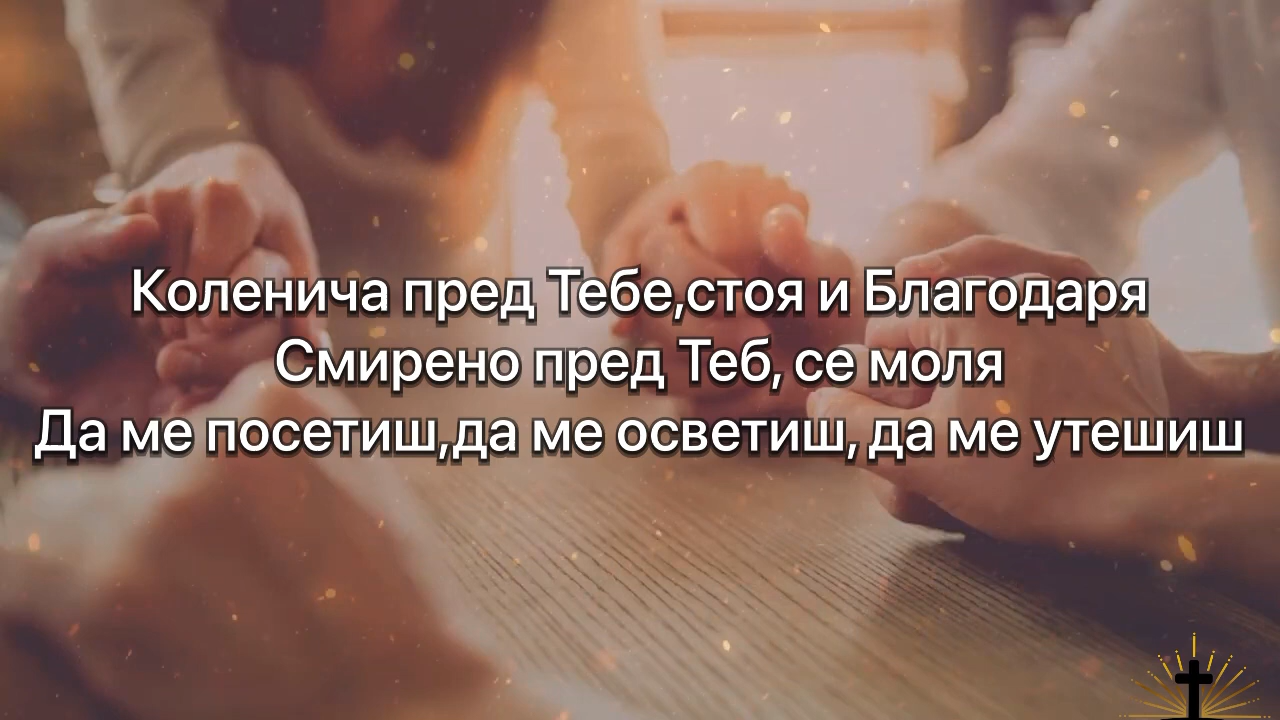 Коленича пред Тебе,стоя и Благодаря
Смирено пред Теб, се моля
Да ме посетиш,да ме осветиш, да ме утешиш